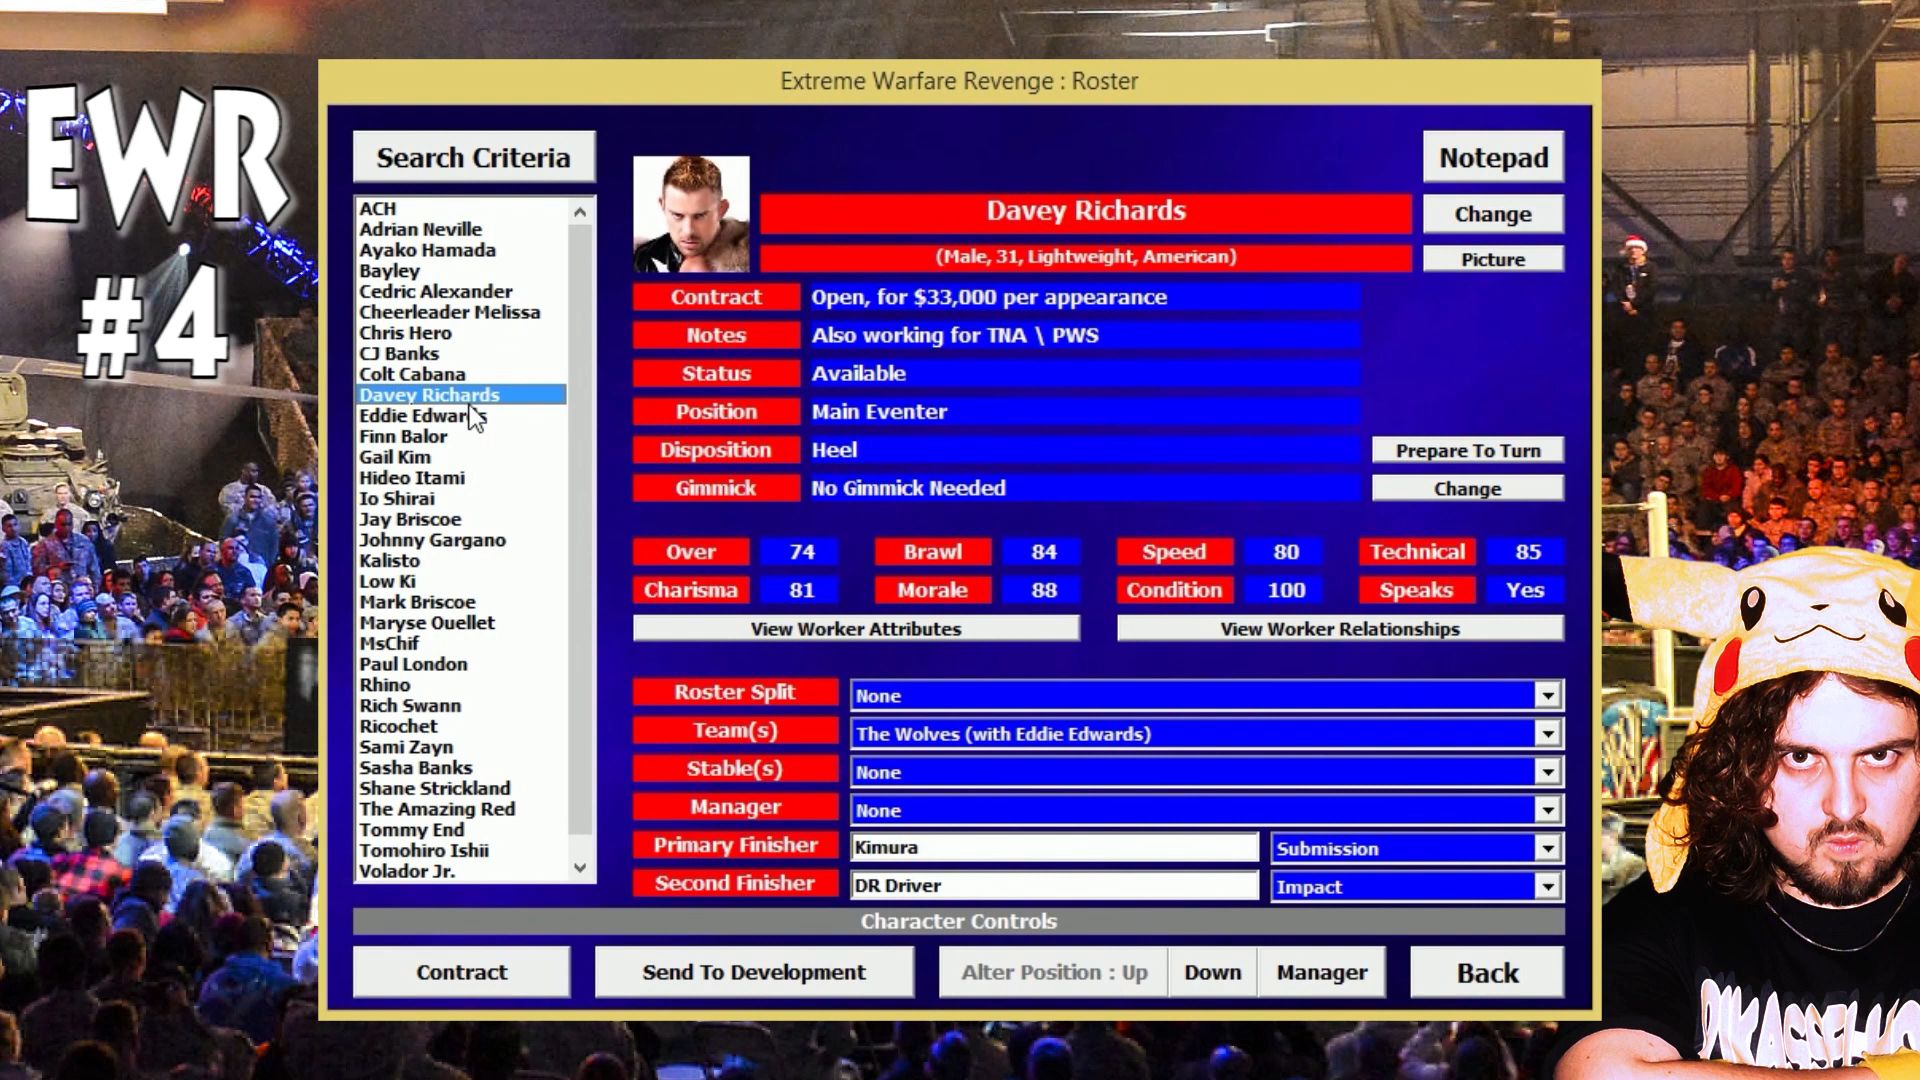 EWR
#4
Extreme Warfare Revenge : Roster
Search Criteria
ACH
Adrian Neville
Ayako Hamada
Bayley
Cedric Alexander
Cheerleader Melissa
Chris Hero
CJ Banks
Colt Cabana
Davey Richards
Eddie Edwards
Finn Balor
Gail Kim
Hideo Itami
Io Shirai
Jay Briscoe
Johnny Gargano
Kalisto
Low Ki
Mark Briscoe
Maryse Ouellet
MsChif
Paul London
Rhino
Rich Swann
Ricochet
Sami Zayn
Sasha Banks
Shane Strickland
The Amazing Red
Tommy End
Tomohiro Ishii
Volador Jr.
Davey Richards
(Male, 31, Lightweight, American)
Notepad
Change
Picture
Contract Open, for $33,000 per appearance
Notes Also working for TNA \ PWS
Status Available
Position Main Eventer
Disposition Heel Prepare To Turn
Gimmick No Gimmick Needed Change
Over 74 Brawl 84 Speed 80 Technical 85
Charisma 81 Morale 88 Condition 100 Speaks Yes
View Worker Attributes View Worker Relationships
Roster Split None
Team(s) The Wolves (with Eddie Edwards)
Stable(s) None
Manager None
Primary Finisher Kimura Submission
Second Finisher DR Driver Impact
Character Controls
Contract Send To Development Alter Position : Up Down Manager Back